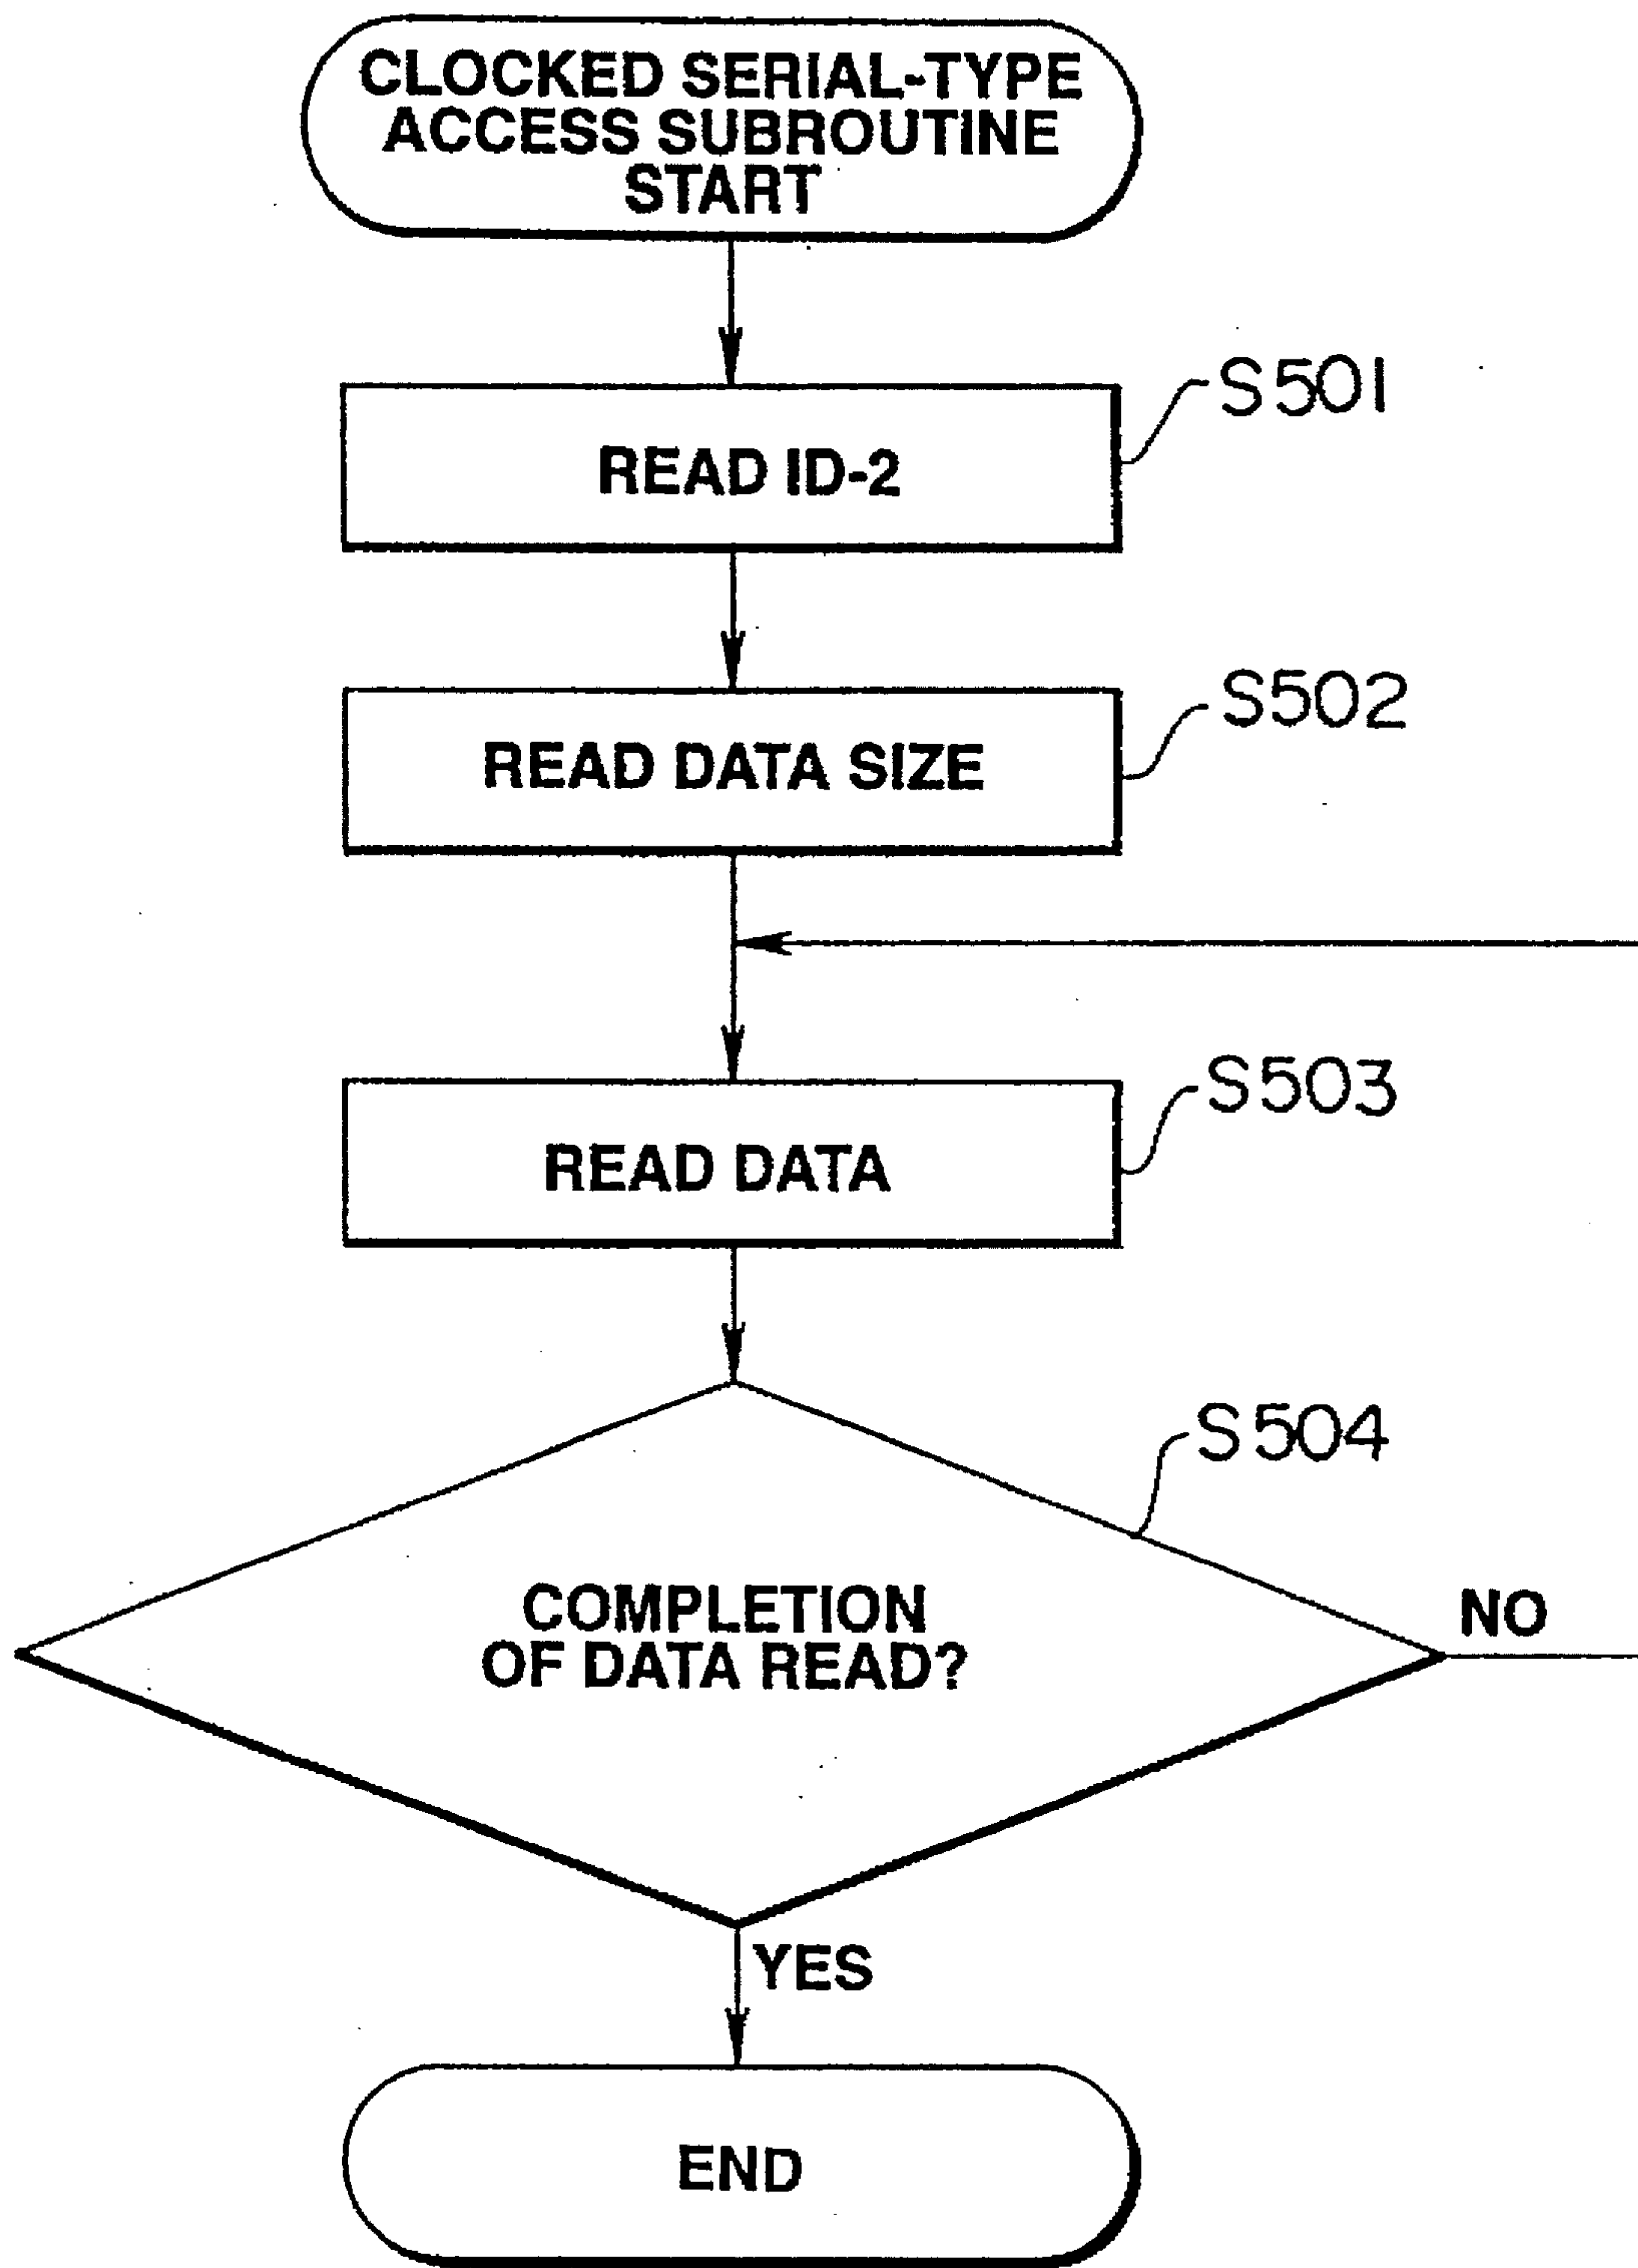 CLOCKED SERIAL-TYPE
ACCESS SUBROUTINE
START
S501
READ ID-2
S502
READ DATA SIZE
S503
READ DATA
S504
COMPLETION
OF DATA READ?
NO
YES
END